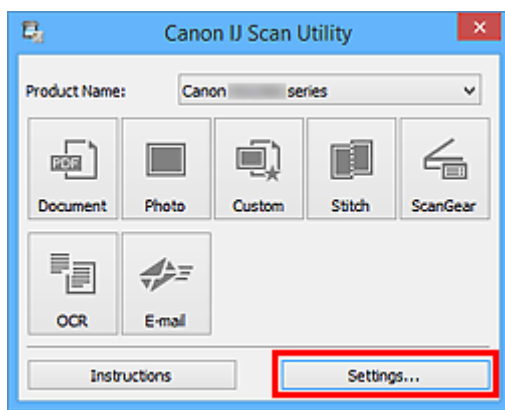 Canon IJ Scan Utility
Product Name: Canon series
Document Photo Custom Stitch ScanGear
PDF
OCR E-mail
Instructions Settings...